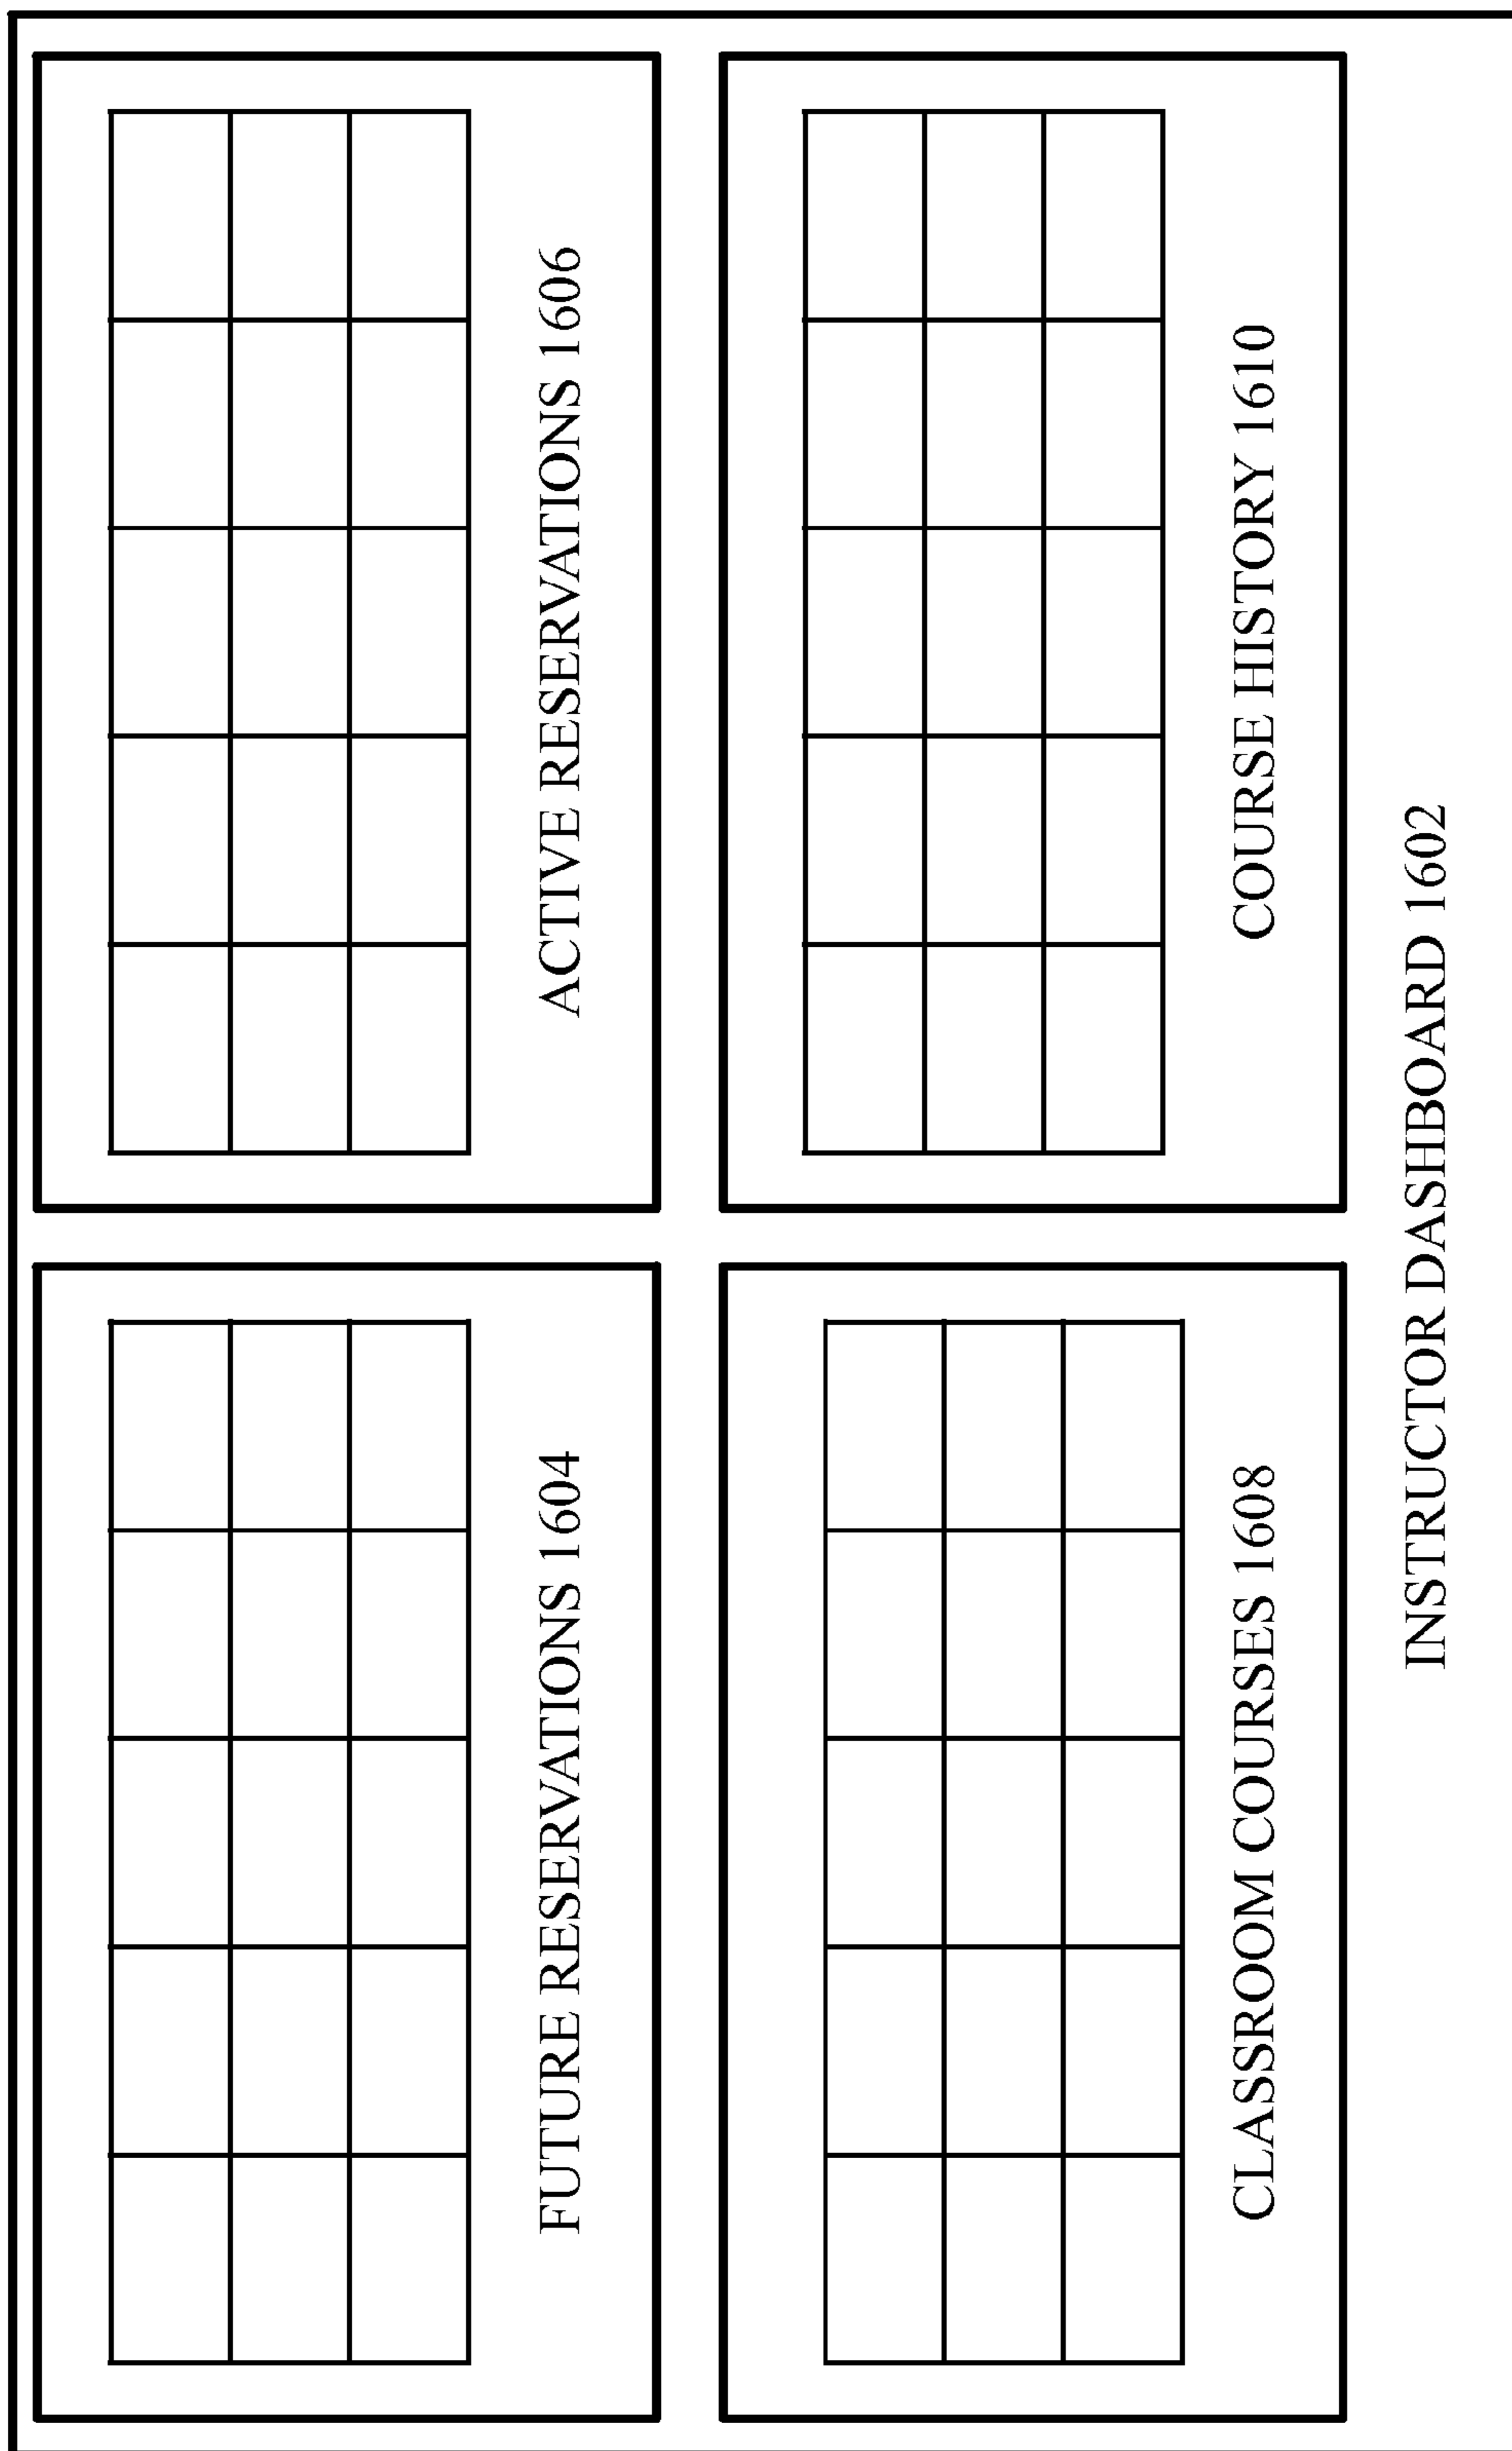 FUTURE RESERVATIONS 1604
ACTIVE RESERVATIONS 1606
CLASSROOM COURSES 1608
COURSE HISTORY 1610
INSTRUCTOR DASHBOARD 1602